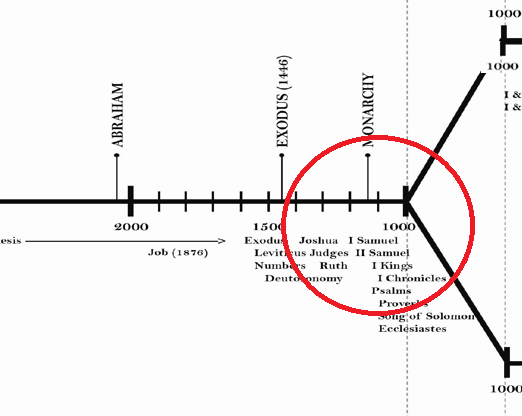 1000
1000
I &
I &
ABRAHAM
EXODUS (1446)
MONARCHY
2000 1500 1000
esis Exodus Joshua I Samuel
Job (1876) Leviticus Judges II Samuel
Numbers Ruth I Kings
Deuteronomy I Chronicles
Psalms
Proverbs
Song of Solomon
Ecclesiastes
1000